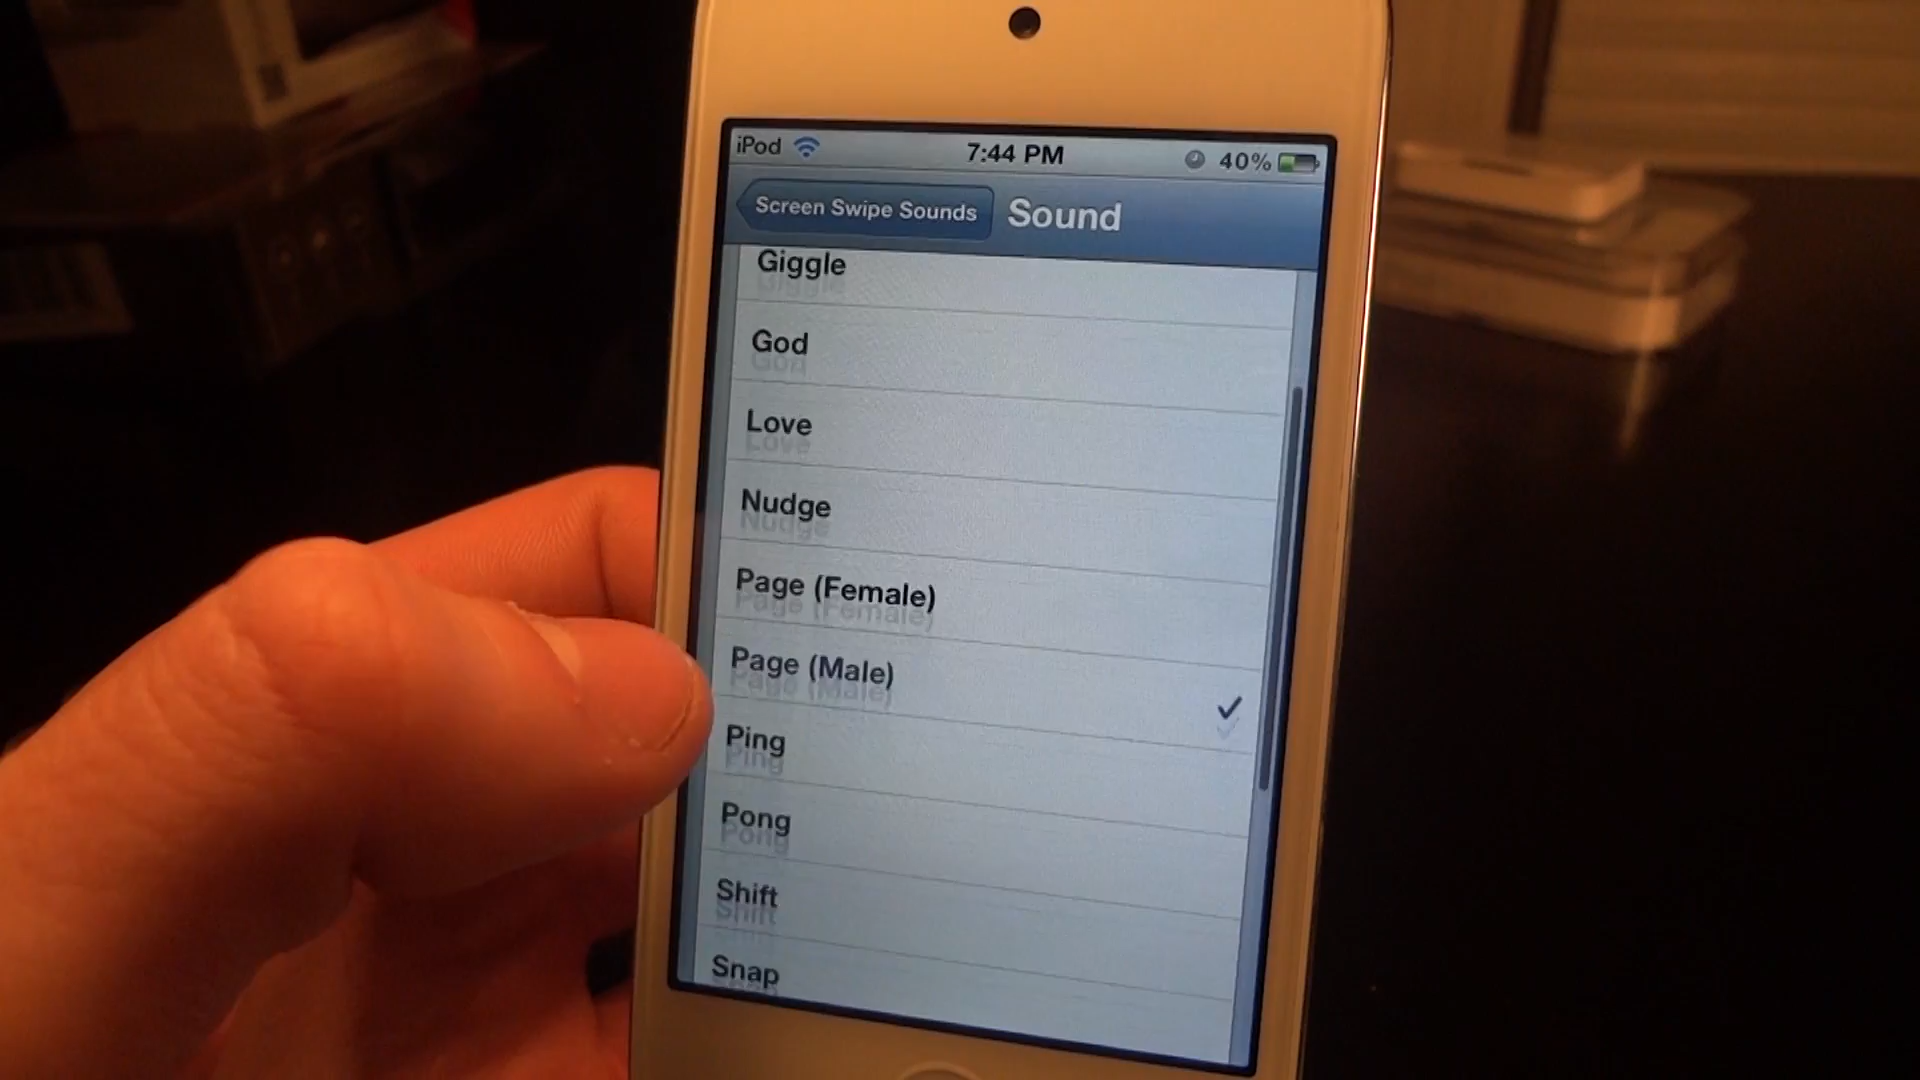 iPod 7:44 PM 40%
Screen Swipe Sounds Sound
Giggle
God
Love
Nudge
Page (Female)
Page (Male)
Ping
Pong
Shift
Snap